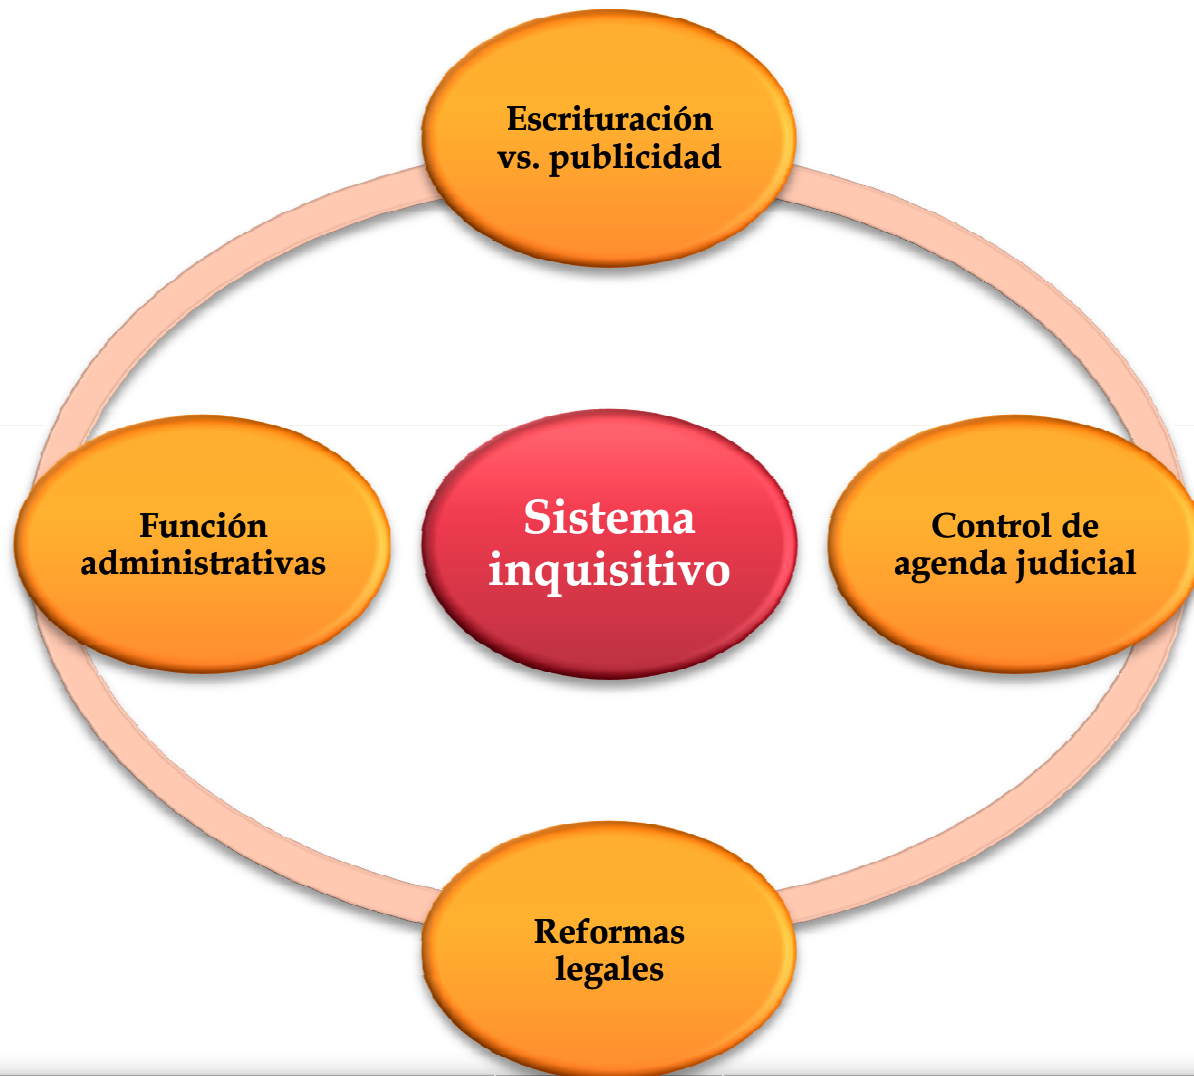 Escrituración
vs. publicidad
Función
administrativas
Sistema
inquisitivo
Control de
agenda judicial
Reformas
legales